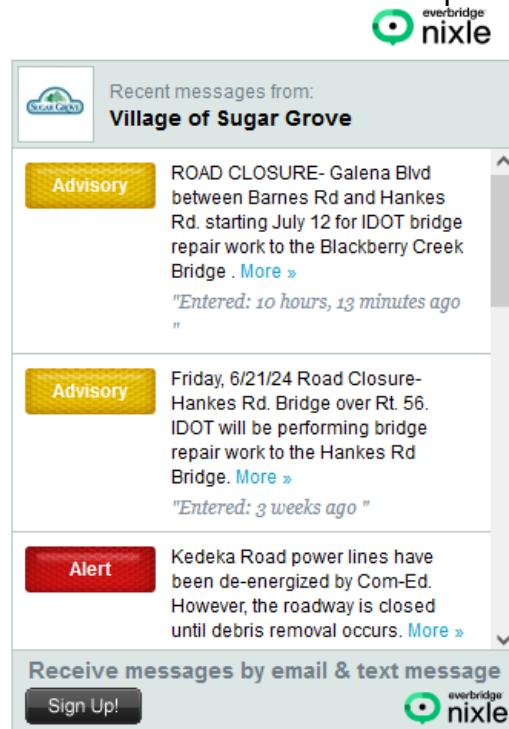 everbridge
nixle
SUGAR GROVE
Recent messages from:
Village of Sugar Grove
Advisory
ROAD CLOSURE- Galena Blvd
between Barnes Rd and Hankes
Rd. starting July 12 for IDOT bridge
repair work to the Blackberry Creek
Bridge . More »
"Entered: 10 hours, 13 minutes ago
"
Advisory
Friday, 6/21/24 Road Closure-
Hankes Rd. Bridge over Rt. 56.
IDOT will be performing bridge
repair work to the Hankes Rd
Bridge. More »
"Entered: 3 weeks ago "
Alert
Kedeka Road power lines have
been de-energized by Com-Ed.
However, the roadway is closed
until debris removal occurs. More »
Receive messages by email & text message
Sign Up!
everbridge
nixle